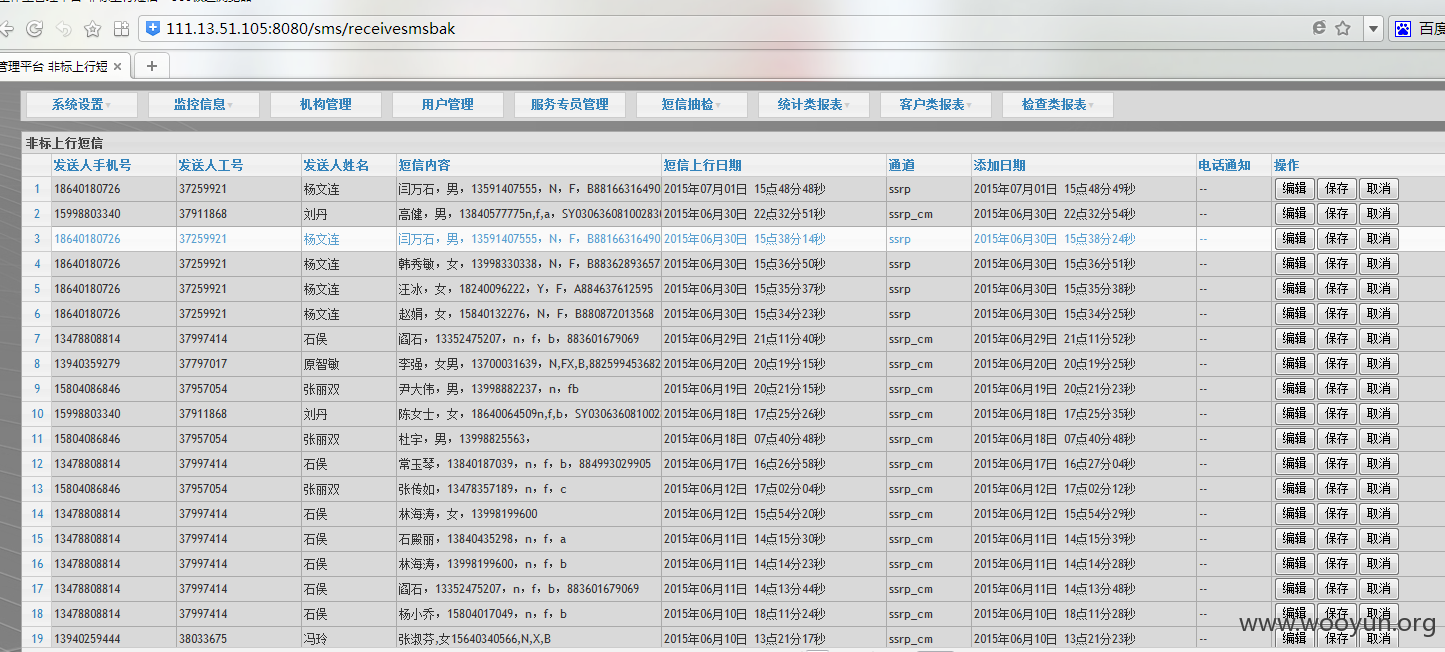 111.13.51.105:8080/sms/receivesmsbak 百度
管理平台 非标上行短
系统设置 监控信息 机构管理 用户管理 服务专员管理 短信抽检 统计类报表 客户类报表 检查类报表
非标上行短信
发送人手机号 发送人工号 发送人姓名 短信内容 短信上行日期 通道 添加日期 电话通知 操作
1 18640180726 37259921 杨文连 闫万石，男，13591407555，N，F，B88166316490 2015年07月01日 15点48分48秒 ssrp 2015年07月01日 15点48分49秒 -- 编辑 保存 取消
2 15998803340 37911868 刘丹 高健，男，13840577775n,f,a，SY03063608100283 2015年06月30日 22点32分51秒 ssrp_cm 2015年06月30日 22点32分54秒 -- 编辑 保存 取消
3 18640180726 37259921 杨文连 闫万石，男，13591407555，N，F，B88166316490 2015年06月30日 15点38分14秒 ssrp 2015年06月30日 15点38分24秒 -- 编辑 保存 取消
4 18640180726 37259921 杨文连 韩秀敏，女，13998330338，N，F，B88362893657 2015年06月30日 15点36分50秒 ssrp 2015年06月30日 15点36分51秒 -- 编辑 保存 取消
5 18640180726 37259921 杨文连 汪冰，女，18240096222，Y，F，A884637612595 2015年06月30日 15点35分37秒 ssrp 2015年06月30日 15点35分38秒 -- 编辑 保存 取消
6 18640180726 37259921 杨文连 赵娟，女，15840132276，N，F，B880872013568 2015年06月30日 15点34分23秒 ssrp 2015年06月30日 15点34分25秒 -- 编辑 保存 取消
7 13478808814 37997414 石俣 阎石，13352475207，n，f，b，883601679069 2015年06月29日 21点11分40秒 ssrp_cm 2015年06月29日 21点11分52秒 -- 编辑 保存 取消
8 13940359279 37797017 原智敏 李强，女男，13700031639，N,FX,B,882599453682 2015年06月20日 20点19分15秒 ssrp_cm 2015年06月20日 20点19分25秒 -- 编辑 保存 取消
9 15804086846 37957054 张丽双 尹大伟，男，13998882237，n，fb 2015年06月19日 20点21分15秒 ssrp_cm 2015年06月19日 20点21分23秒 -- 编辑 保存 取消
10 15998803340 37911868 刘丹 陈女士，女，18640064509n,f,b，SY030636081002 2015年06月18日 17点25分26秒 ssrp_cm 2015年06月18日 17点25分35秒 -- 编辑 保存 取消
11 15804086846 37957054 张丽双 杜宇，男，13998825563， 2015年06月18日 07点40分48秒 ssrp_cm 2015年06月18日 07点40分48秒 -- 编辑 保存 取消
12 13478808814 37997414 石俣 常玉琴，13840187039，n，f，b，884993029905 2015年06月17日 16点26分58秒 ssrp_cm 2015年06月17日 16点27分04秒 -- 编辑 保存 取消
13 15804086846 37957054 张丽双 张传如，13478357189，n，f，c 2015年06月12日 17点02分04秒 ssrp_cm 2015年06月12日 17点02分12秒 -- 编辑 保存 取消
14 13478808814 37997414 石俣 林海涛，女，13998199600 2015年06月12日 15点54分20秒 ssrp_cm 2015年06月12日 15点54分29秒 -- 编辑 保存 取消
15 13478808814 37997414 石俣 石殿丽，13840435298，n，f，a 2015年06月11日 14点15分30秒 ssrp_cm 2015年06月11日 14点15分39秒 -- 编辑 保存 取消
16 13478808814 37997414 石俣 林海涛，13998199600，n，f，b 2015年06月11日 14点14分23秒 ssrp_cm 2015年06月11日 14点14分28秒 -- 编辑 保存 取消
17 13478808814 37997414 石俣 阎石，13352475207，n，f，b，883601679069 2015年06月11日 14点13分44秒 ssrp_cm 2015年06月11日 14点13分48秒 -- 编辑 保存 取消
18 13478808814 37997414 石俣 杨小乔，15804017049，n，f，b 2015年06月10日 18点11分24秒 ssrp_cm 2015年06月10日 18点11分28秒 -- 编辑 保存 取消
19 13940259444 38033675 冯玲 张淑芬,女15640340566,N,X,B 2015年06月10日 13点21分17秒 ssrp_cm 2015年06月10日 13点21分23秒 -- 编辑 保存 取消
www.wooyun.org